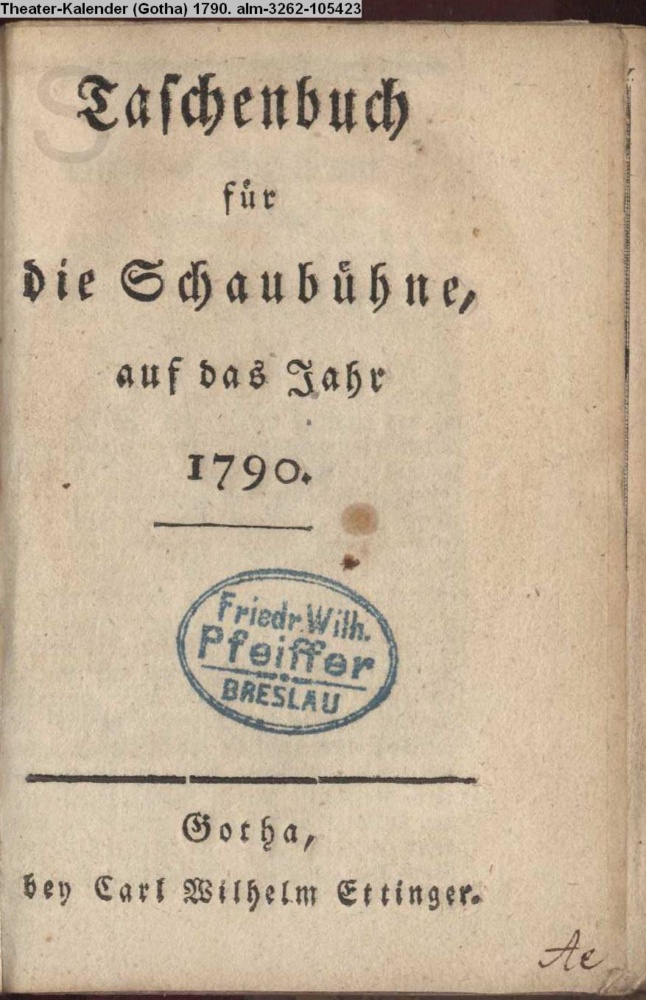 Theater-Kalender (Gotha) 1790. alm-3262-105423
Taſchenbuch
für
die Schaubühne,
auf das Jahr
1790.
Friedr. Wilh.
Pfeiffer
BRESLAU
Gotha,
bey Carl Wilhelm Ettinger.
Ae